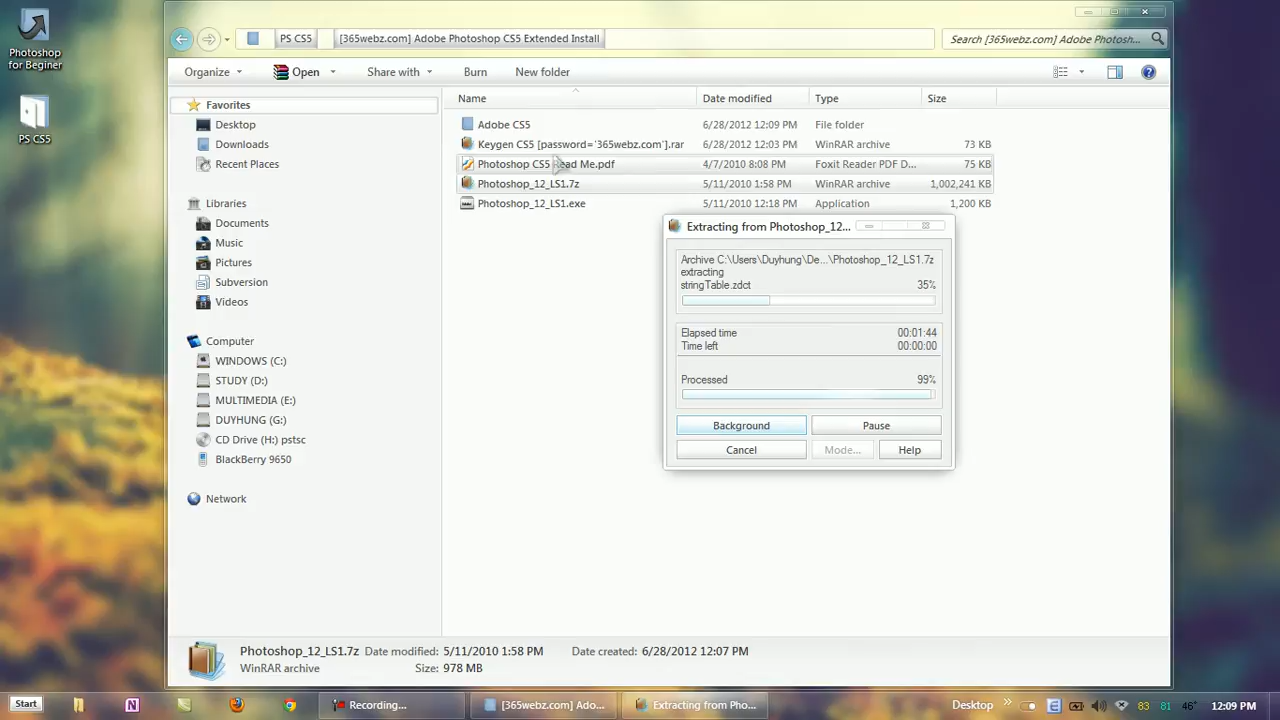 Photoshop
for Beginer
PS CS5
PS CS5
[365webz.com] Adobe Photoshop CS5 Extended Install
Search [365webz.com] Adobe Photosh...
Organize
Open
Share with
Burn
New folder
Name
Date modified
Type
Size
Favorites
Desktop
Downloads
Recent Places
Libraries
Documents
Music
Pictures
Subversion
Videos
Computer
WINDOWS (C:)
STUDY (D:)
MULTIMEDIA (E:)
DUYHUNG (G:)
CD Drive (H:) pstsc
BlackBerry 9650
Network
Adobe CS5 6/28/2012 12:09 PM File folder
Keygen CS5 [password='365webz.com'].rar 6/28/2012 12:03 PM WinRAR archive 73 KB
Photoshop CS5 Read Me.pdf 4/7/2010 8:08 PM Foxit Reader PDF D... 75 KB
Photoshop_12_LS1.7z 5/11/2010 1:58 PM WinRAR archive 1,002,241 KB
Photoshop_12_LS1.exe 5/11/2010 12:18 PM Application 1,200 KB
Extracting from Photoshop_12...
Archive C:\Users\Duyhung\De...\Photoshop_12_LS1.7z
extracting
stringTable.zdct 35%
Elapsed time 00:01:44
Time left 00:00:00
Processed 99%
Background
Pause
Cancel
Mode...
Help
Photoshop_12_LS1.7z Date modified: 5/11/2010 1:58 PM Date created: 6/28/2012 12:07 PM
WinRAR archive Size: 978 MB
Start
Recording...
[365webz.com] Ado...
Extracting from Pho...
Desktop
83 81 46°
12:09 PM